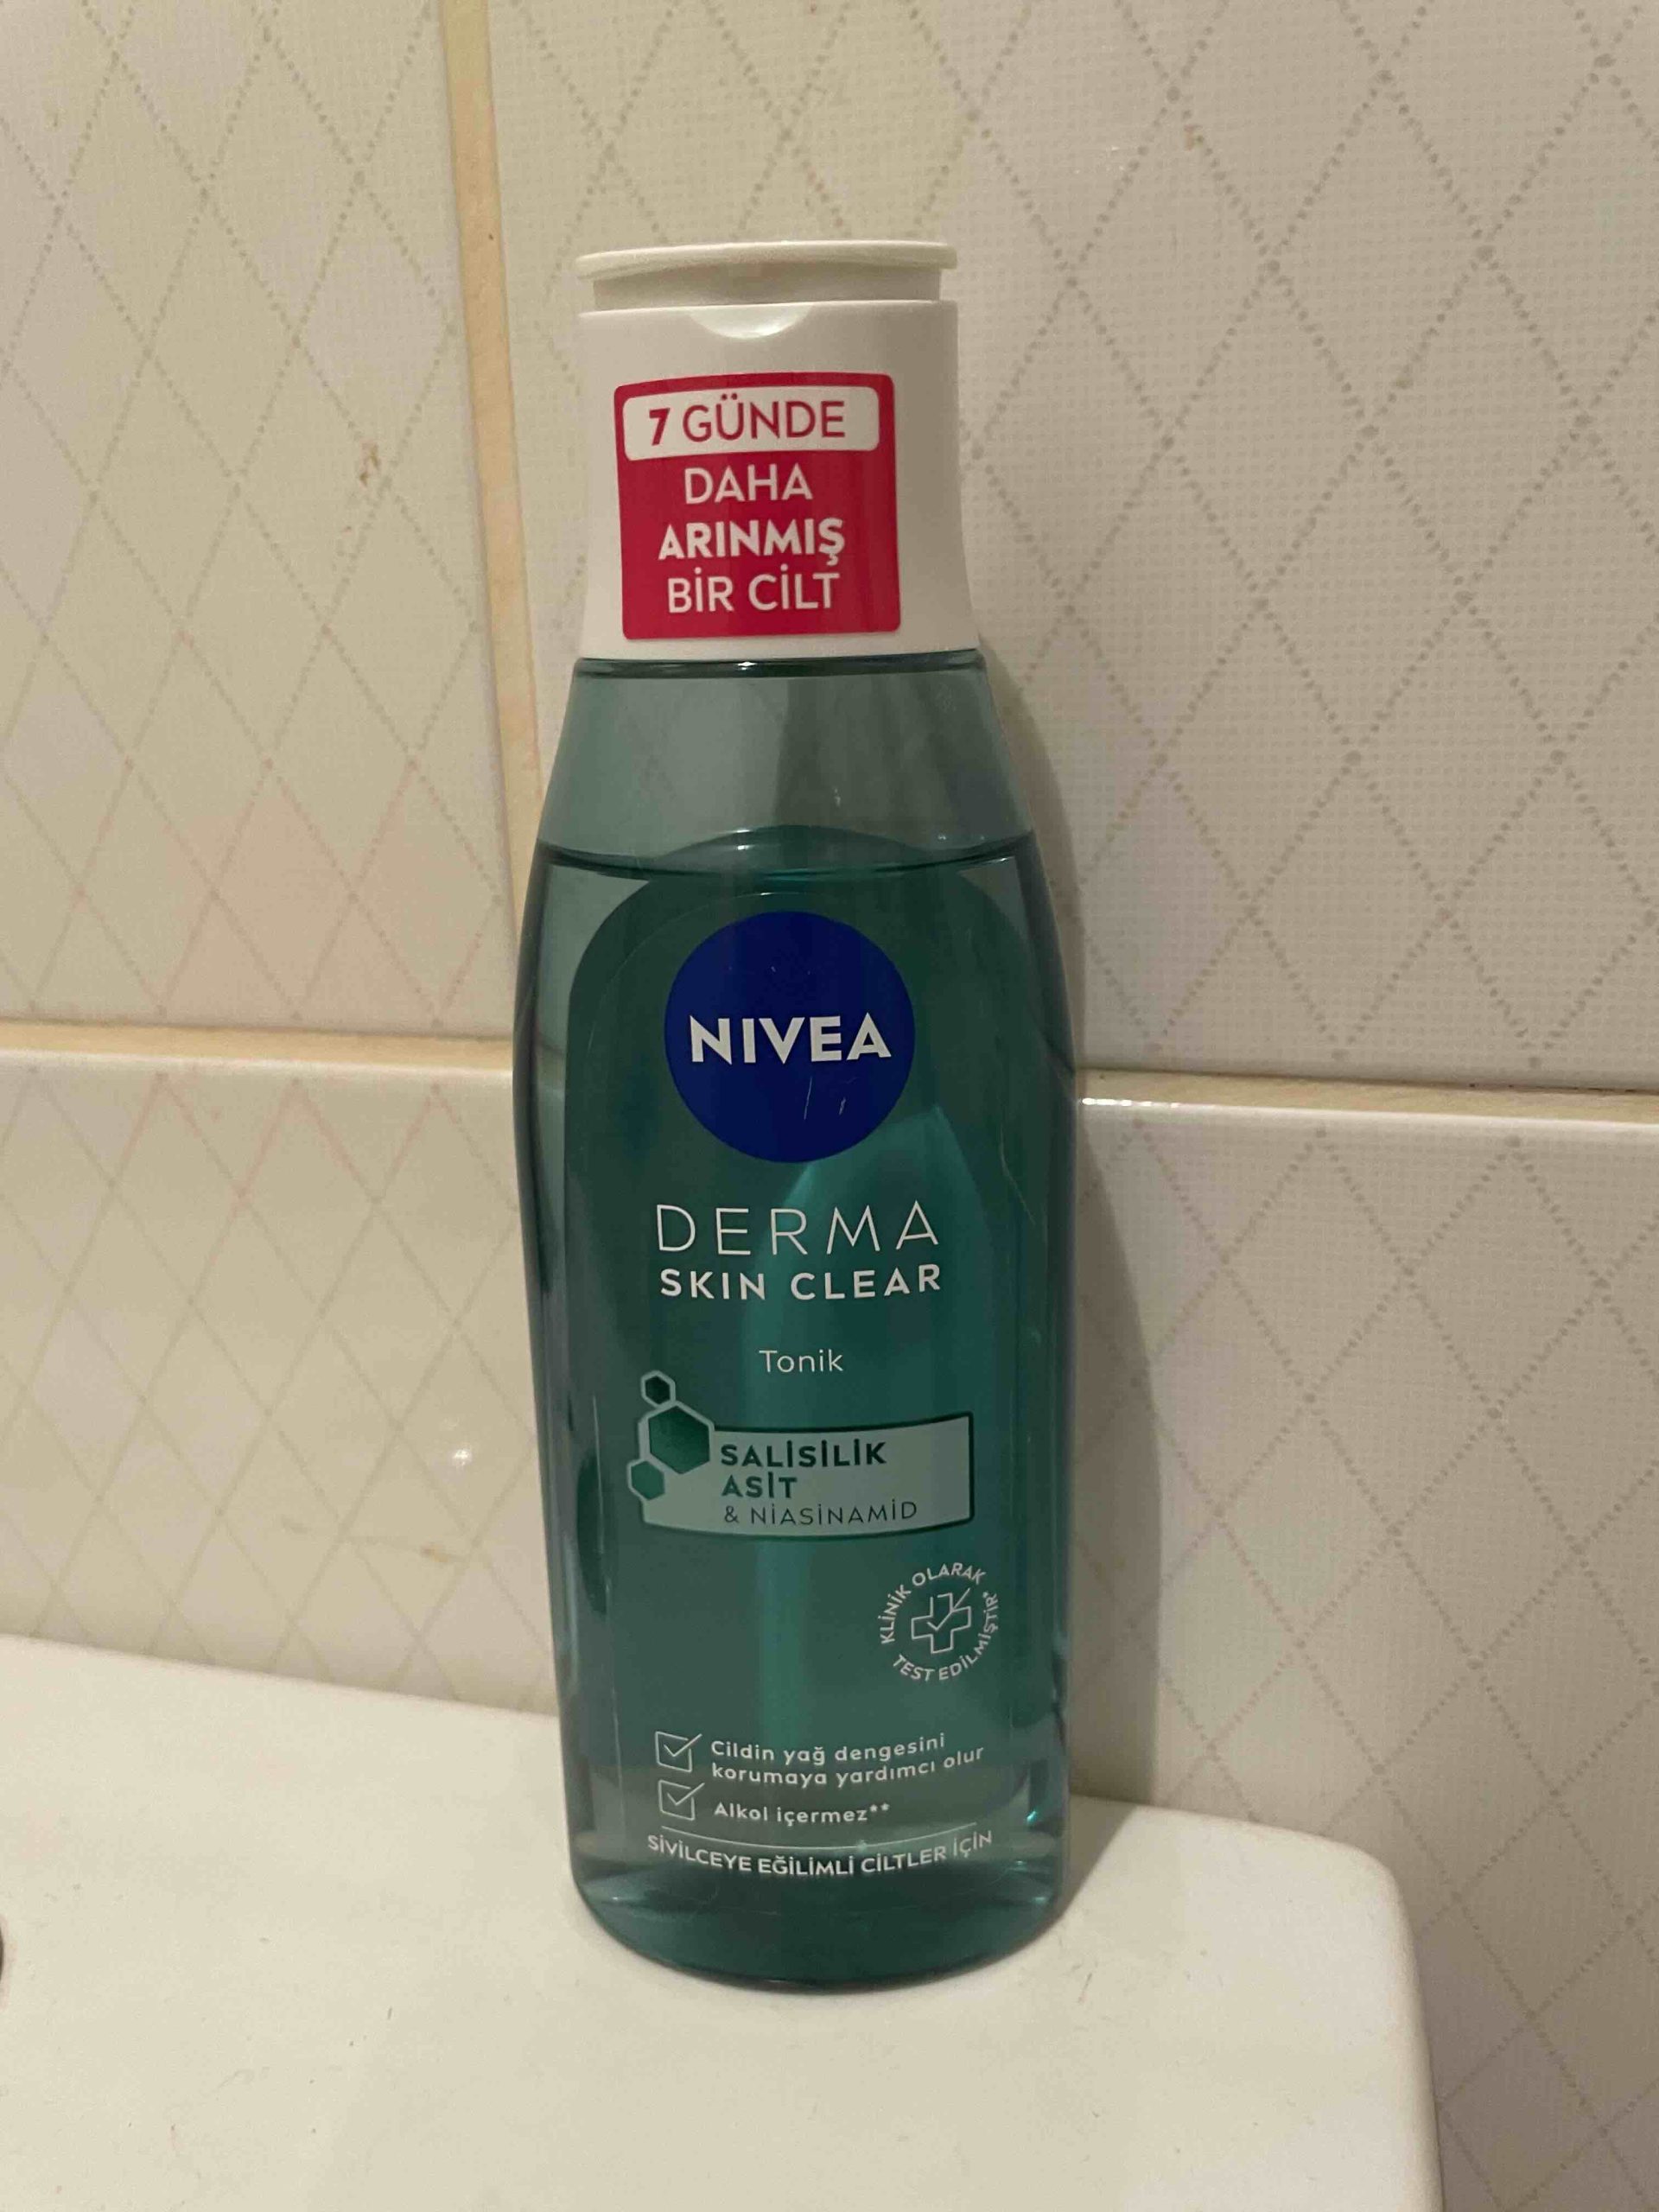 7 GÜNDE
DAHA
ARINMIŞ
BİR CİLT
NIVEA
DERMA
SKIN CLEAR
Tonik
SALİSİLİK
ASİT
& NİASİNAMİD
KLİNİK OLARAK
TEST EDİLMİŞTİR*
Cildin yağ dengesini
korumaya yardımcı olur
Alkol içermez**
SİVİLCEYE EĞİLİMLİ CİLTLER İÇİN